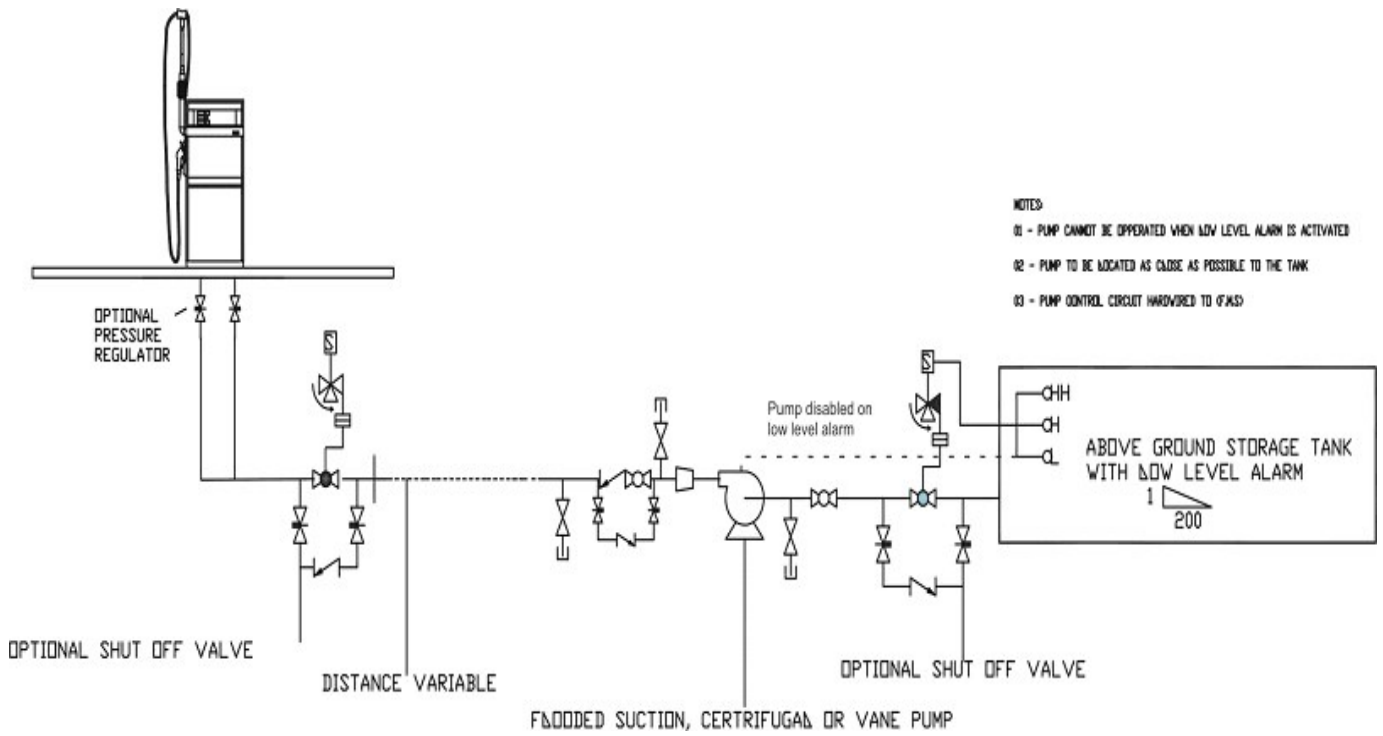 NOTES
01 - PUMP CANNOT BE OPPERATED WHEN LOW LEVEL ALARM IS ACTIVATED
02 - PUMP TO BE LOCATED AS CLOSE AS POSSIBLE TO THE TANK
03 - PUMP CONTROL CIRCUIT HARDWIRED TO (F.M.S)
OPTIONAL
PRESSURE
REGULATOR
S
S
Pump disabled on
low level alarm
LHH
LH
LL
ABOVE GROUND STORAGE TANK
WITH LOW LEVEL ALARM
1
200
OPTIONAL SHUT OFF VALVE
DISTANCE VARIABLE
OPTIONAL SHUT OFF VALVE
FLOODED SUCTION, CERTRIFUGAL OR VANE PUMP